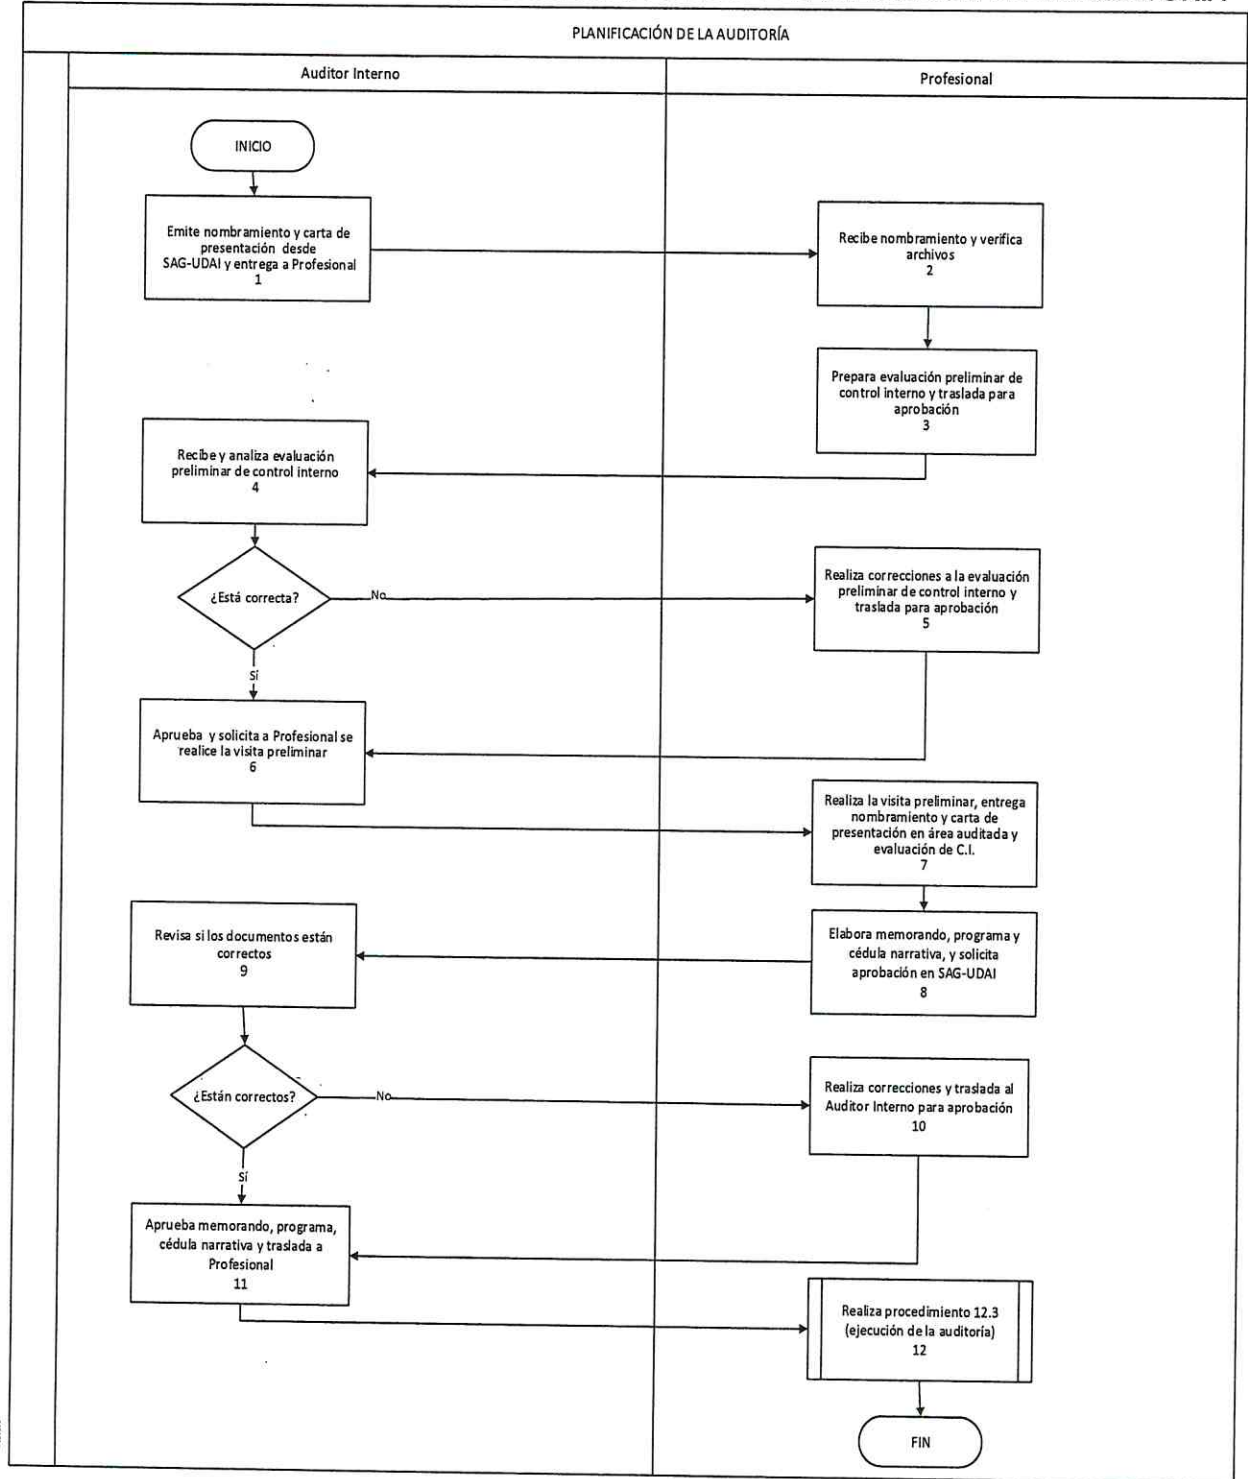 PLANIFICACIÓN DE LA AUDITORÍA
Auditor Interno
Profesional
INICIO
Emite nombramiento y carta de
presentación desde
SAG-UDAI y entrega a Profesional
1
Recibe nombramiento y verifica
archivos
2
Prepara evaluación preliminar de
control interno y traslada para
aprobación
3
Recibe y analiza evaluación
preliminar de control interno
4
¿Está correcta?
No
Realiza correcciones a la evaluación
preliminar de control interno y
traslada para aprobación
5
Sí
Aprueba y solicita a Profesional se
realice la visita preliminar
6
Realiza la visita preliminar, entrega
nombramiento y carta de
presentación en área auditada y
evaluación de C.I.
7
Elabora memorando, programa y
cédula narrativa, y solicita
aprobación en SAG-UDAI
8
Revisa si los documentos están
correctos
9
¿Están correctos?
No
Realiza correcciones y traslada al
Auditor Interno para aprobación
10
Sí
Aprueba memorando, programa,
cédula narrativa y traslada a
Profesional
11
Realiza procedimiento 12.3
(ejecución de la auditoría)
12
FIN